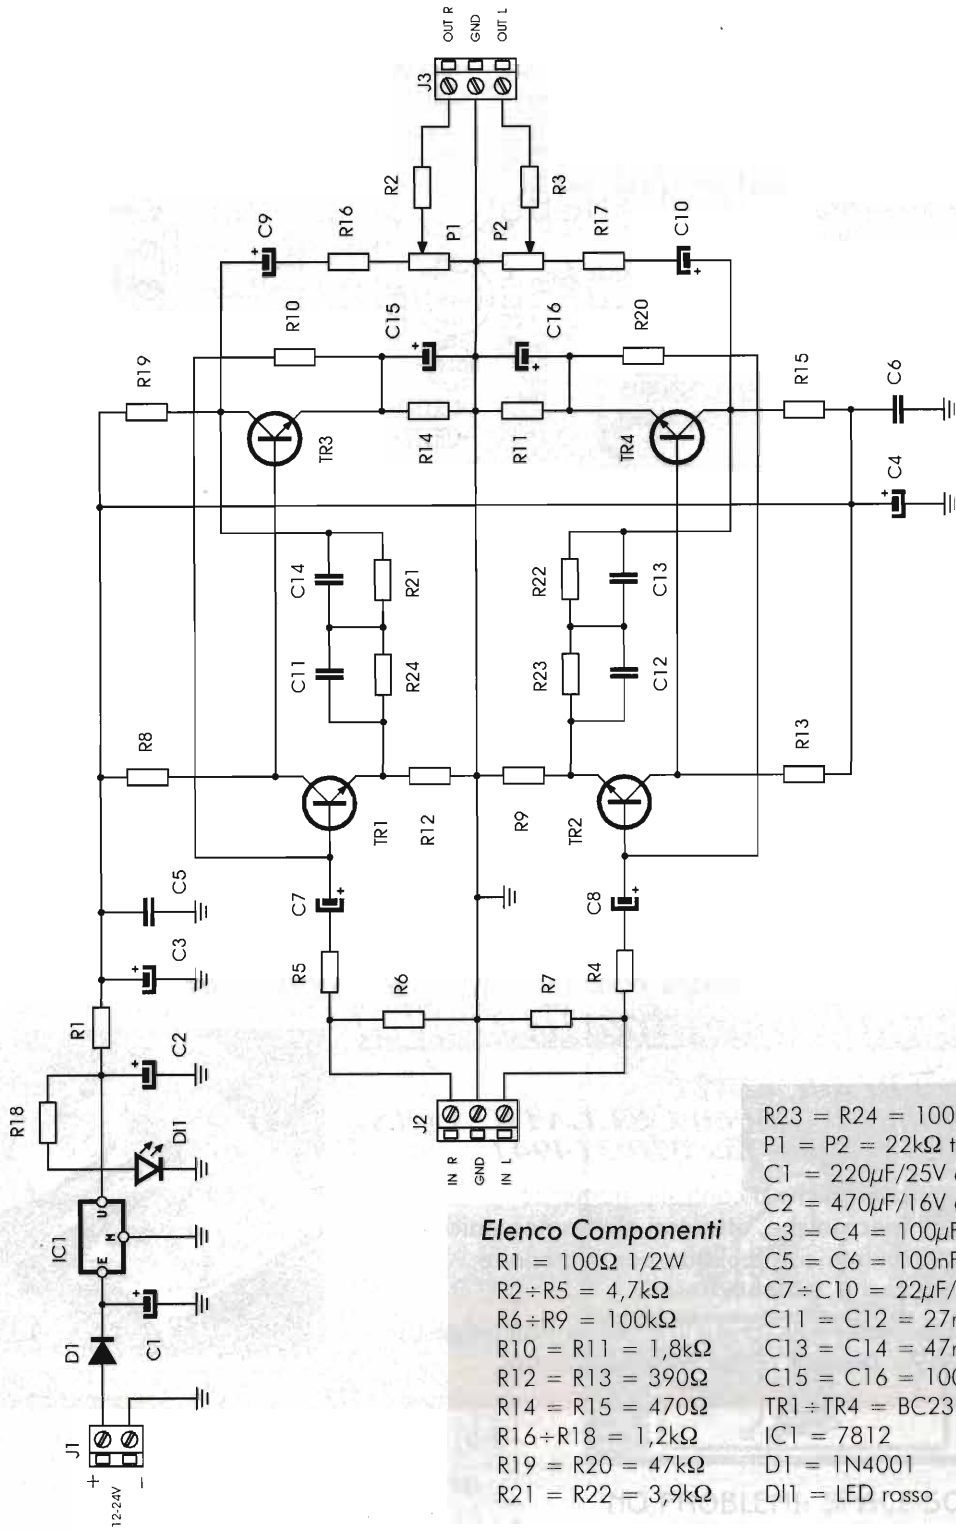 OUT R
GND
OUT L
J3
R2
R3
C9
R16
P1
P2
R17
C10
R10
C15
C16
R20
R19
TR3
R14
R11
TR4
R15
C6
C4
C14
R21
R22
C13
C11
R24
R23
C12
R8
TR1
R12
R9
TR2
R13
C5
C7
C8
C3
R5
R6
R7
R4
R1
C2
R18
DI1
J2
IN R
GND
IN L
IC1
E
M
U
D1
C1
J1
+
-
12-24V
Elenco Componenti
R1 = 100Ω 1/2W
R2÷R5 = 4,7kΩ
R6÷R9 = 100kΩ
R10 = R11 = 1,8kΩ
R12 = R13 = 390Ω
R14 = R15 = 470Ω
R16÷R18 = 1,2kΩ
R19 = R20 = 47kΩ
R21 = R22 = 3,9kΩ
R23 = R24 = 100
P1 = P2 = 22kΩ t
C1 = 220µF/25V
C2 = 470µF/16V
C3 = C4 = 100µF
C5 = C6 = 100nF
C7÷C10 = 22µF/
C11 = C12 = 27
C13 = C14 = 47
C15 = C16 = 100
TR1÷TR4 = BC23
IC1 = 7812
D1 = 1N4001
DI1 = LED rosso